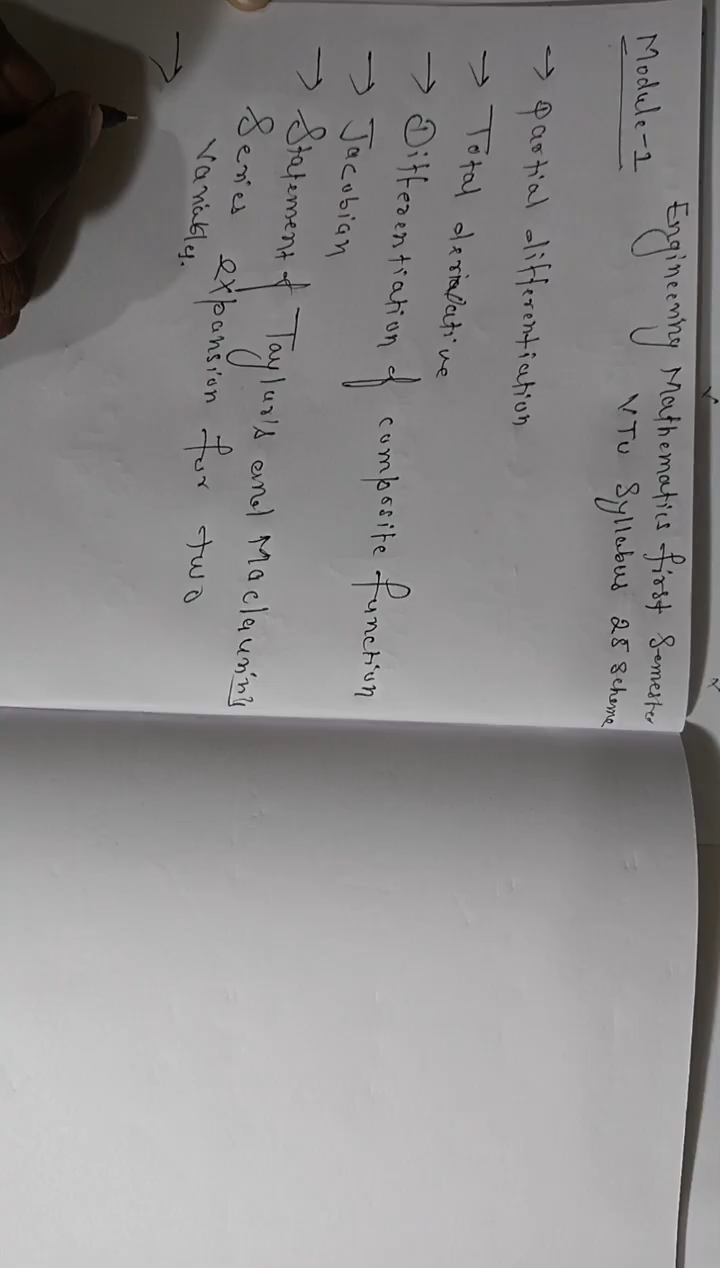 Engineering Mathematics first semester
Module-1
VTU Syllabus 25 Scheme
→ Partial differentiation
→ Total derivative
→ Differentiation of composite function
→ Jacobian
→ Statement of Taylor's and Maclaurin's
Series expansion for two
variably.
→